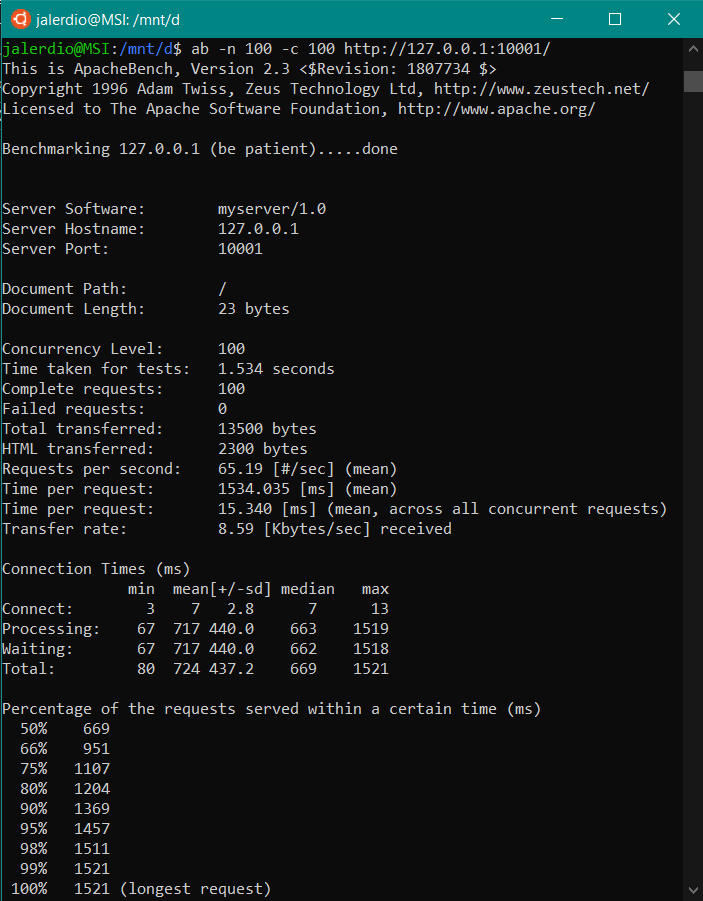 jalerdio@MSI: /mnt/d
jalerdio@MSI:/mnt/d$ ab -n 100 -c 100 http://127.0.0.1:10001/
This is ApacheBench, Version 2.3 <$Revision: 1807734 $>
Copyright 1996 Adam Twiss, Zeus Technology Ltd, http://www.zeustech.net/
Licensed to The Apache Software Foundation, http://www.apache.org/

Benchmarking 127.0.0.1 (be patient).....done


Server Software:        myserver/1.0
Server Hostname:        127.0.0.1
Server Port:            10001

Document Path:          /
Document Length:        23 bytes

Concurrency Level:      100
Time taken for tests:   1.534 seconds
Complete requests:      100
Failed requests:        0
Total transferred:      13500 bytes
HTML transferred:       2300 bytes
Requests per second:    65.19 [#/sec] (mean)
Time per request:       1534.035 [ms] (mean)
Time per request:       15.340 [ms] (mean, across all concurrent requests)
Transfer rate:          8.59 [Kbytes/sec] received

Connection Times (ms)
              min  mean[+/-sd] median   max
Connect:        3    7   2.8      7      13
Processing:    67  717 440.0    663    1519
Waiting:       67  717 440.0    662    1518
Total:         80  724 437.2    669    1521

Percentage of the requests served within a certain time (ms)
  50%    669
  66%    951
  75%   1107
  80%   1204
  90%   1369
  95%   1457
  98%   1511
  99%   1521
 100%   1521 (longest request)